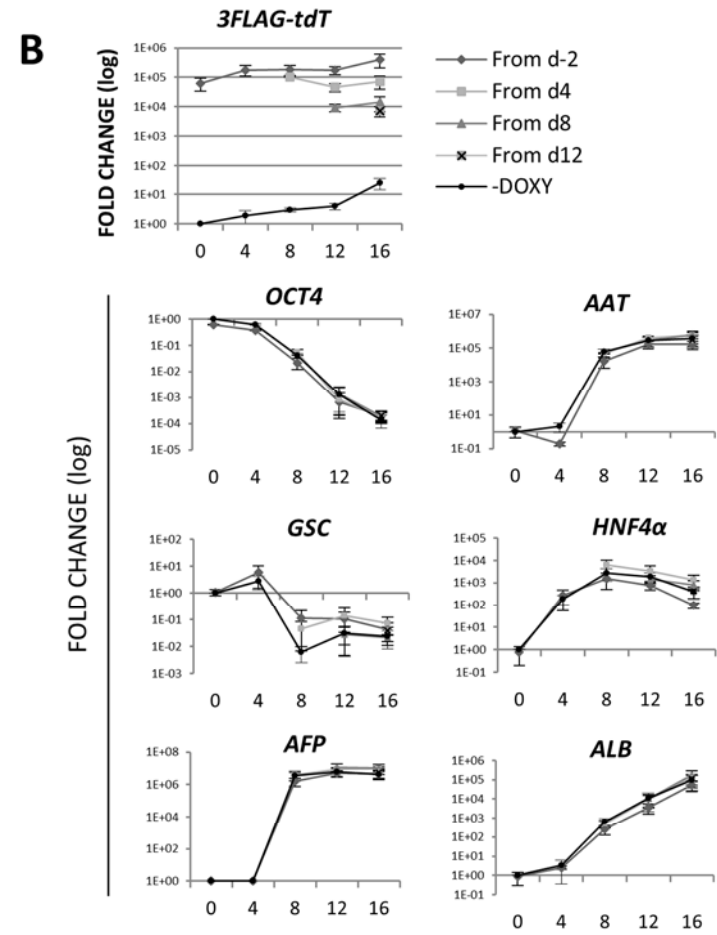 B
3FLAG-tdT
FOLD CHANGE (log)
1E+06
1E+05
1E+04
1E+03
1E+02
1E+01
1E+00
0 4 8 12 16
From d-2
From d4
From d8
From d12
-DOXY
FOLD CHANGE (log)
OCT4
1E+00
1E-01
1E-02
1E-03
1E-04
1E-05
0 4 8 12 16
AAT
1E+07
1E+05
1E+03
1E+01
1E-01
0 4 8 12 16
GSC
1E+02
1E+01
1E+00
1E-01
1E-02
1E-03
0 4 8 12 16
HNF4α
1E+05
1E+04
1E+03
1E+02
1E+01
1E+00
1E-01
0 4 8 12 16
AFP
1E+08
1E+06
1E+04
1E+02
1E+00
0 4 8 12 16
ALB
1E+06
1E+05
1E+04
1E+03
1E+02
1E+01
1E+00
1E-01
0 4 8 12 16